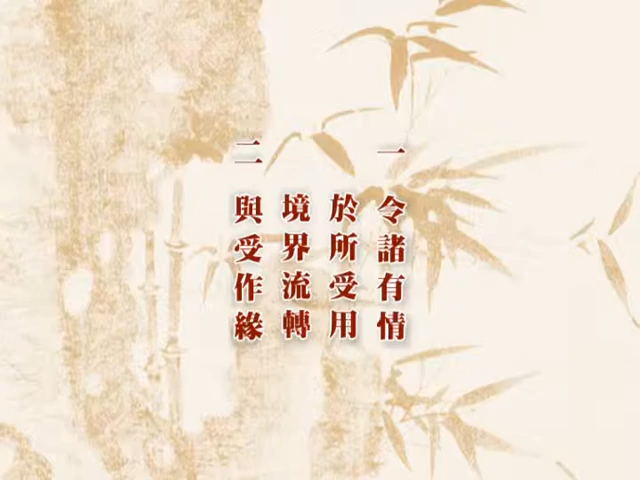 一 令諸有情
於所受用
境界流轉
二 與受作緣